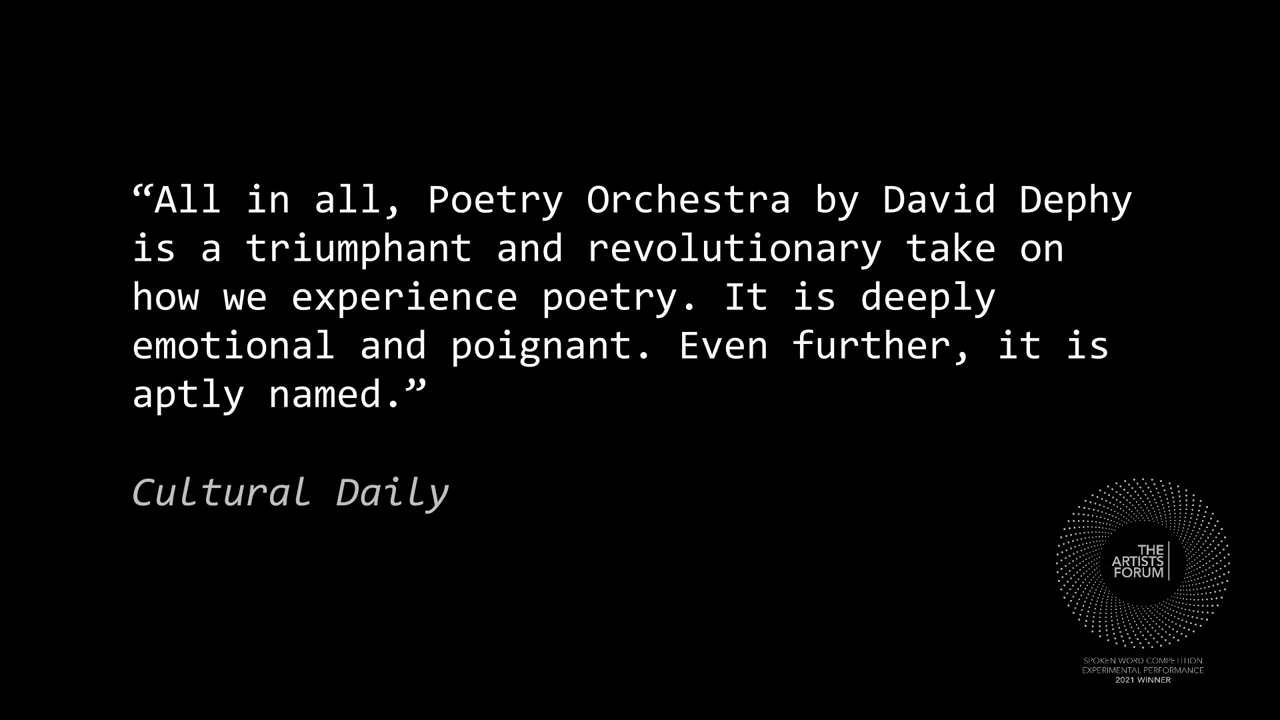 “All in all, Poetry Orchestra by David Dephy
is a triumphant and revolutionary take on
how we experience poetry. It is deeply
emotional and poignant. Even further, it is
aptly named.”
Cultural Daily
THE
ARTISTS
FORUM
SPOKEN WORD COMPETITION
EXPERIMENTAL PERFORMANCE
2021 WINNER